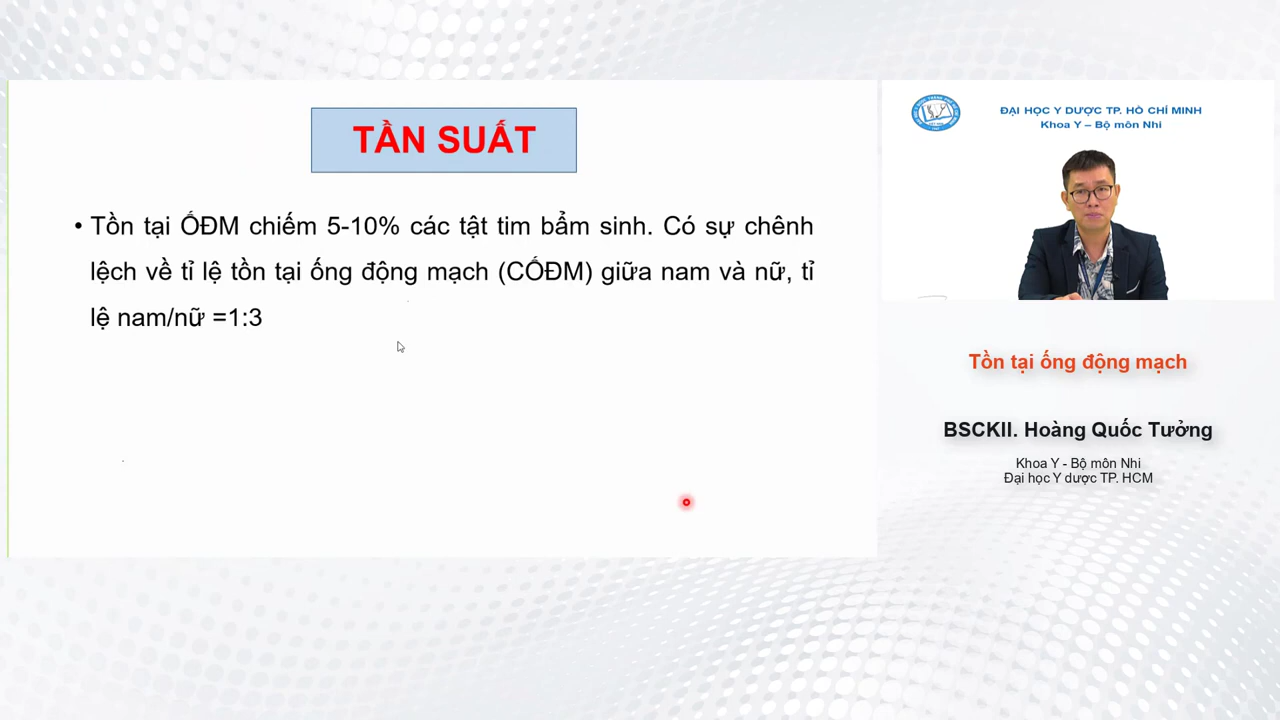 TẦN SUẤT
• Tồn tại ỐĐM chiếm 5-10% các tật tim bẩm sinh. Có sự chênh
lệch về tỉ lệ tồn tại ống động mạch (CỐĐM) giữa nam và nữ, tỉ
lệ nam/nữ =1:3
ĐẠI HỌC Y DƯỢC TP. HỒ CHÍ MINH
Khoa Y – Bộ môn Nhi
Tồn tại ống động mạch
BSCKII. Hoàng Quốc Tưởng
Khoa Y - Bộ môn Nhi
Đại học Y dược TP. HCM